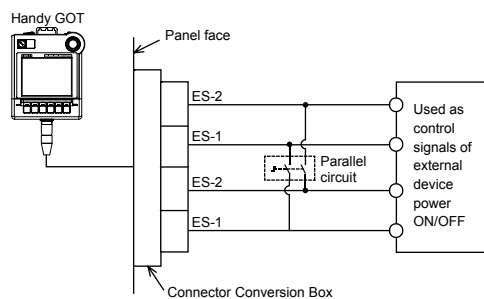 Handy GOT
Panel face
ES-2
ES-1
Parallel
circuit
ES-2
ES-1
Used as
control
signals of
external
device
power
ON/OFF
Connector Conversion Box